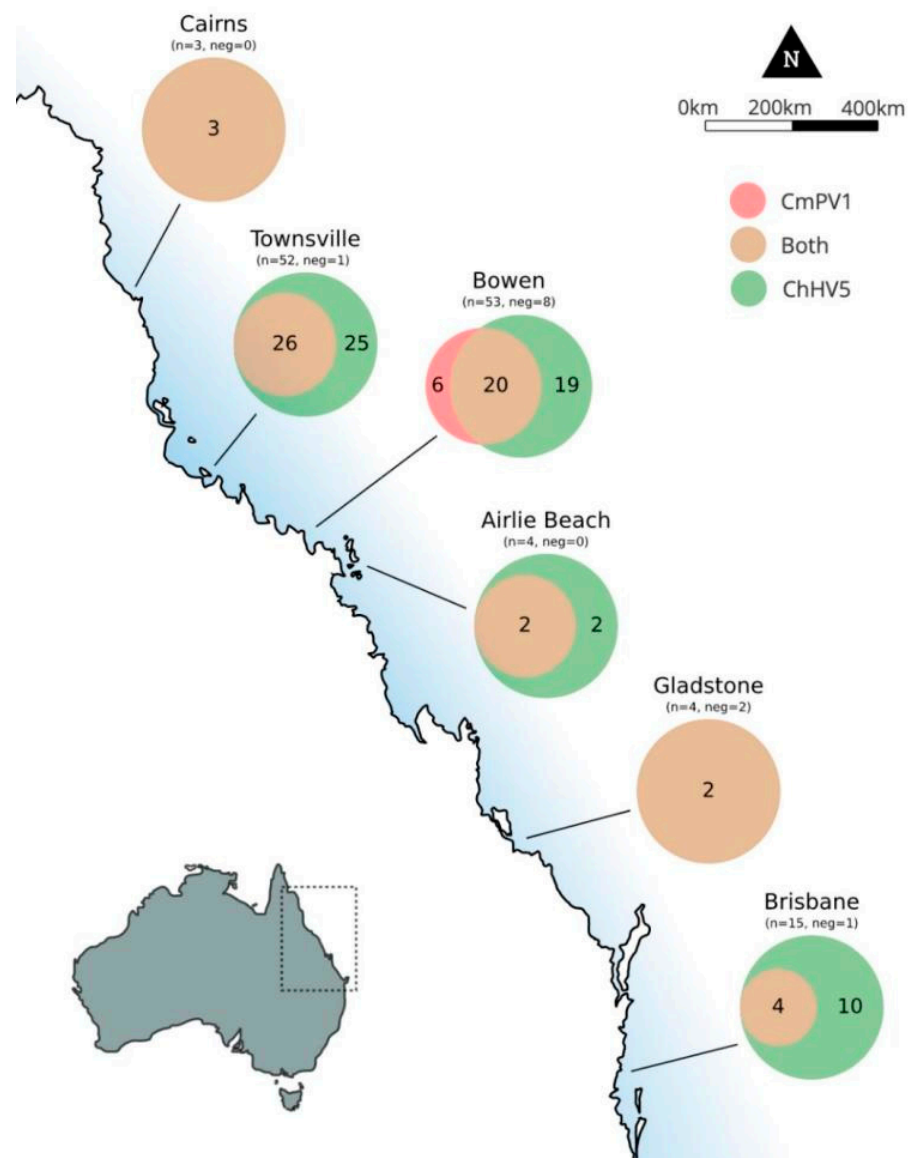 Cairns
(n=3, neg=0)
3
N
0km 200km 400km
CmPV1
Both
ChHV5
Townsville
(n=52, neg=1)
26 25
Bowen
(n=53, neg=8)
6 20 19
Airlie Beach
(n=4, neg=0)
2 2
Gladstone
(n=4, neg=2)
2
Brisbane
(n=15, neg=1)
4 10